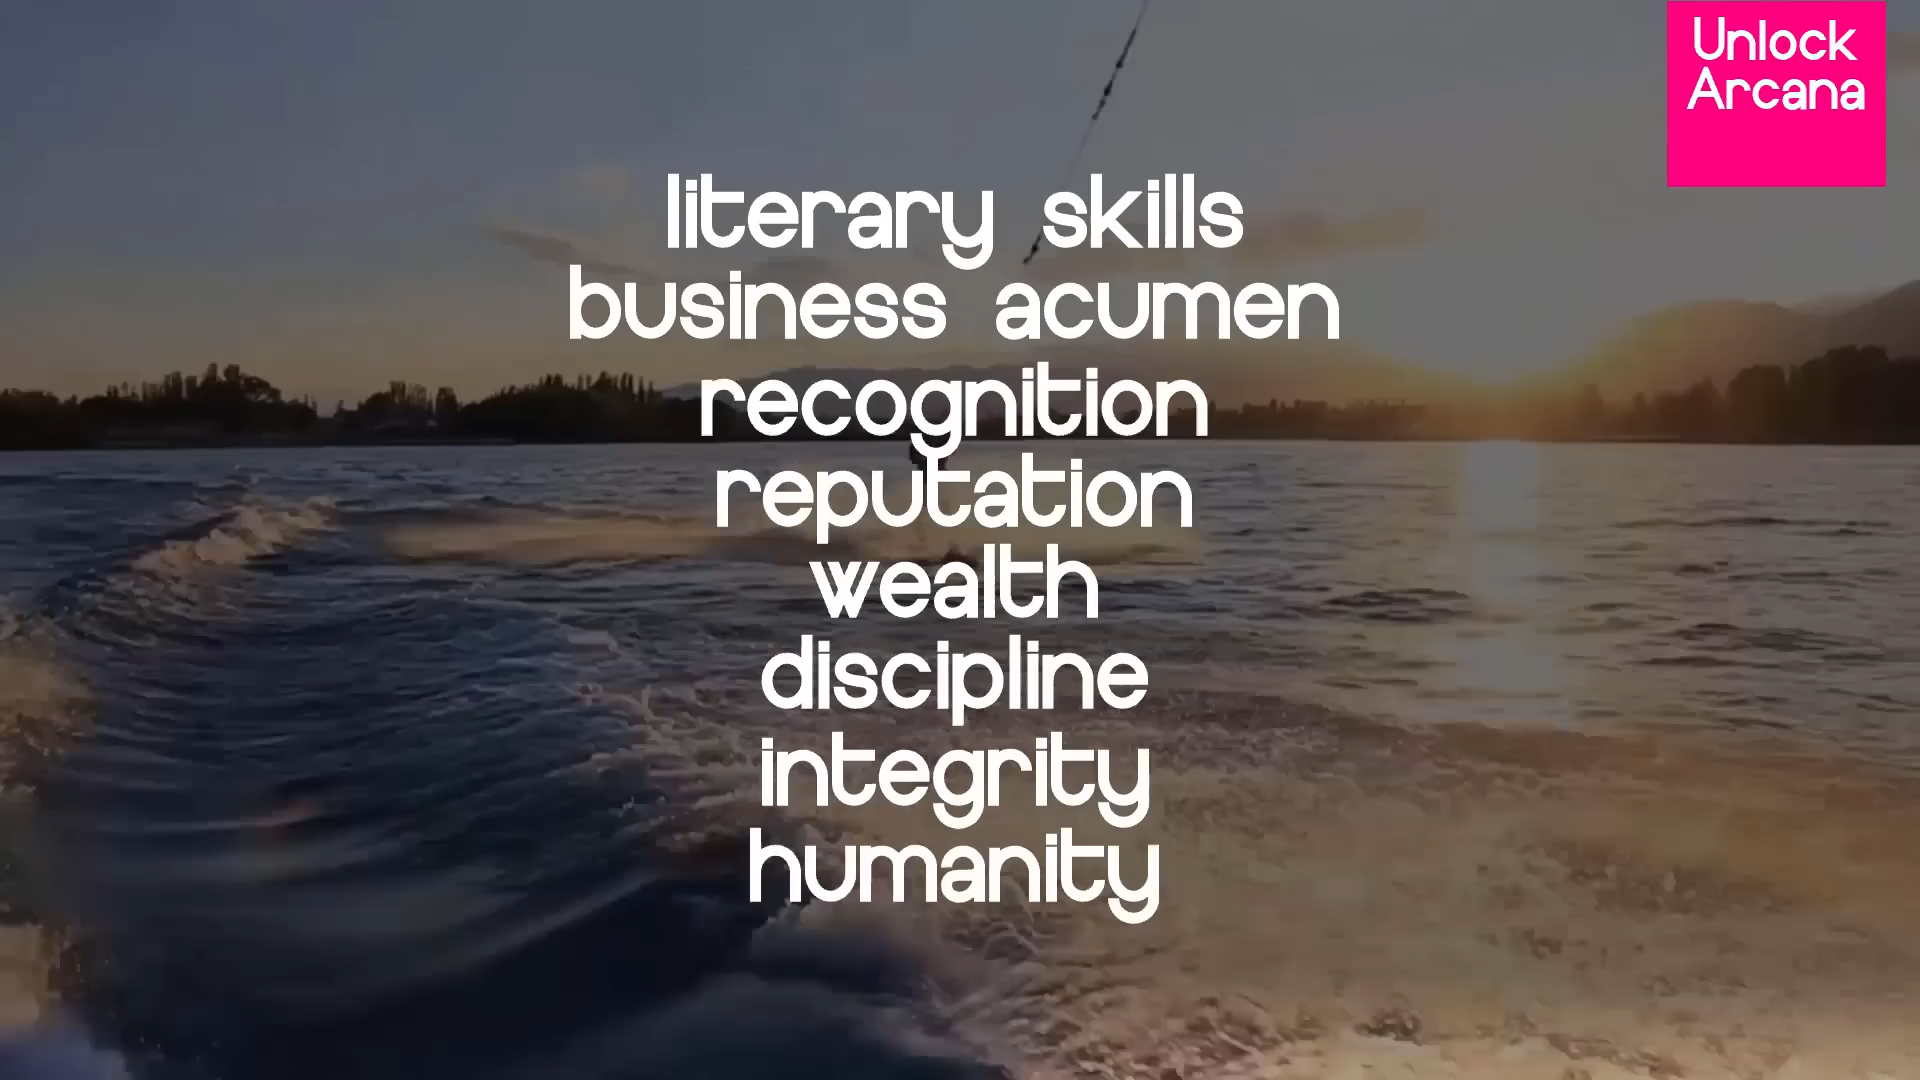 Unlock
Arcana
literary skills
business acumen
recognition
reputation
wealth
discipline
integrity
humanity